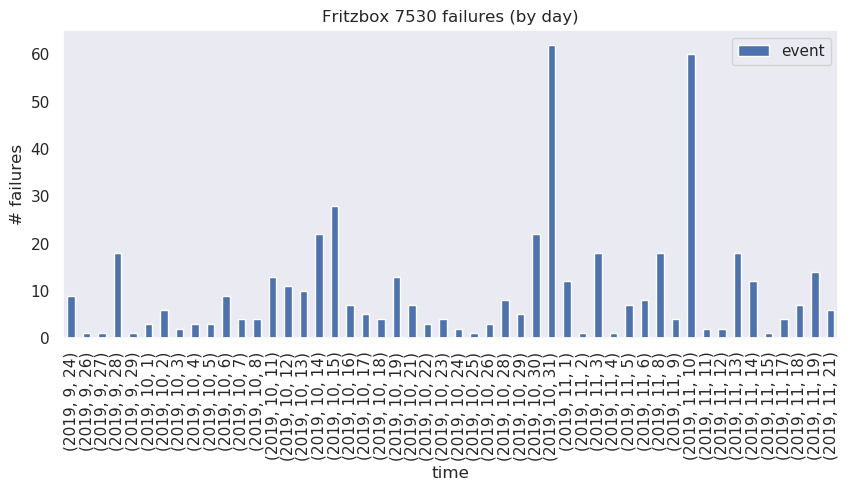 Fritzbox 7530 failures (by day)
event
# failures
60
50
40
30
20
10
0
(2019, 9, 24)
(2019, 9, 26)
(2019, 9, 27)
(2019, 9, 28)
(2019, 9, 29)
(2019, 10, 1)
(2019, 10, 2)
(2019, 10, 3)
(2019, 10, 4)
(2019, 10, 5)
(2019, 10, 6)
(2019, 10, 7)
(2019, 10, 8)
(2019, 10, 11)
(2019, 10, 12)
(2019, 10, 13)
(2019, 10, 14)
(2019, 10, 15)
(2019, 10, 16)
(2019, 10, 17)
(2019, 10, 18)
(2019, 10, 19)
(2019, 10, 21)
(2019, 10, 22)
(2019, 10, 23)
(2019, 10, 24)
(2019, 10, 25)
(2019, 10, 26)
(2019, 10, 28)
(2019, 10, 29)
(2019, 10, 30)
(2019, 10, 31)
(2019, 11, 1)
(2019, 11, 2)
(2019, 11, 3)
(2019, 11, 4)
(2019, 11, 5)
(2019, 11, 6)
(2019, 11, 8)
(2019, 11, 9)
(2019, 11, 10)
(2019, 11, 11)
(2019, 11, 12)
(2019, 11, 13)
(2019, 11, 14)
(2019, 11, 15)
(2019, 11, 17)
(2019, 11, 18)
(2019, 11, 19)
(2019, 11, 21)
time